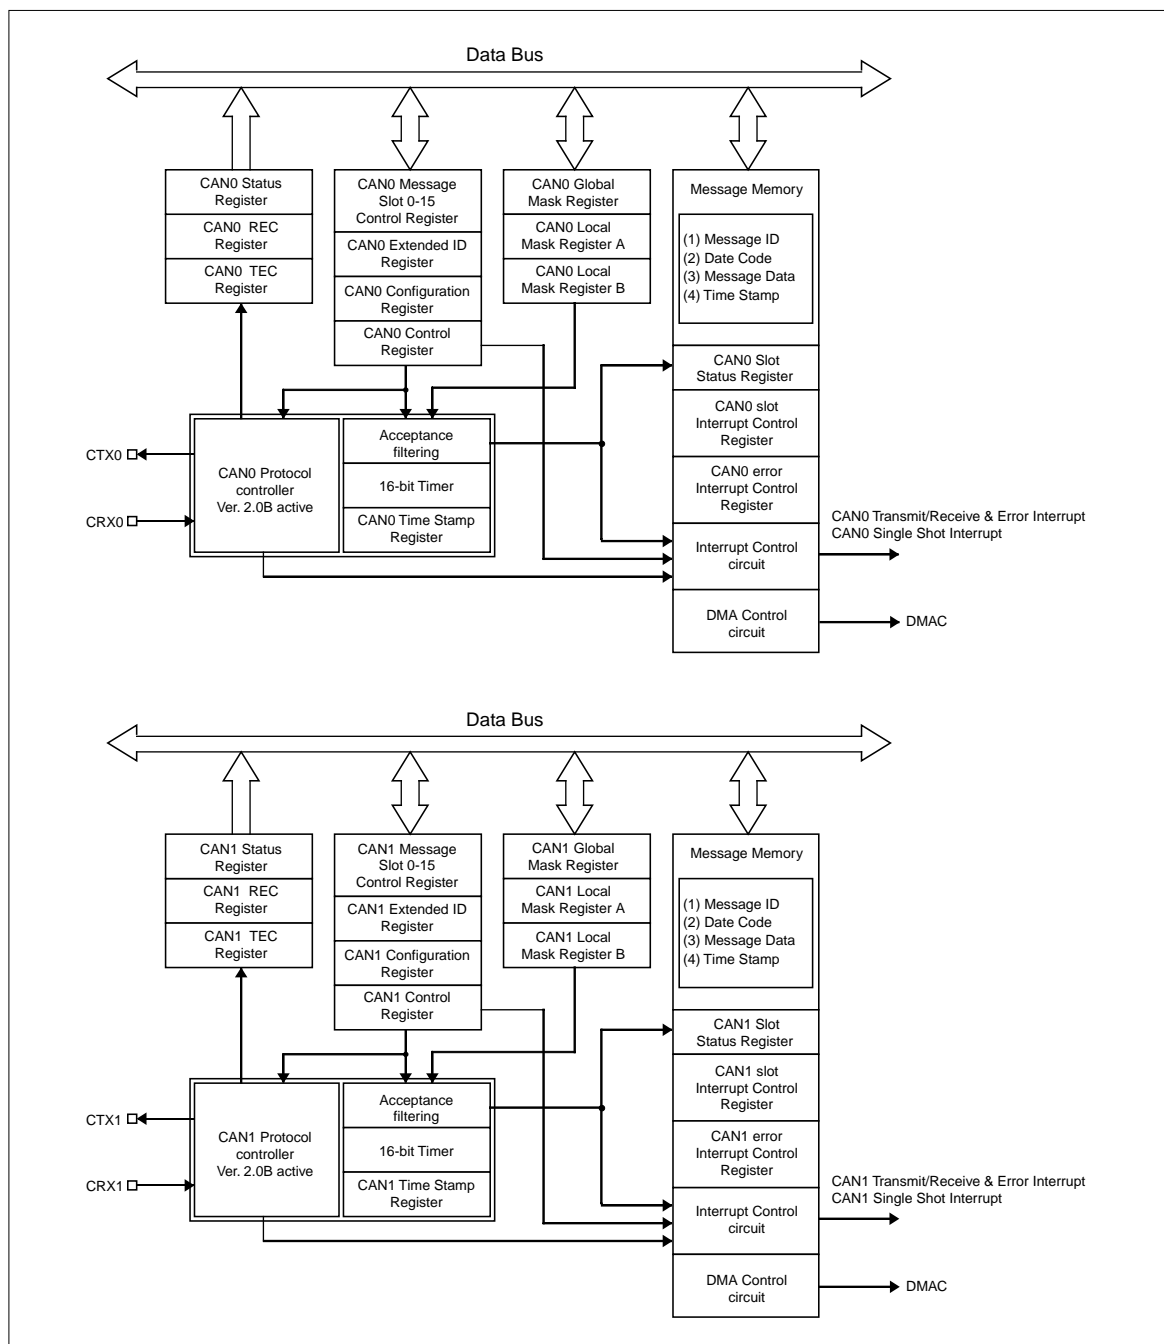 Data Bus
CAN0 Status
Register
CAN0 REC
Register
CAN0 TEC
Register
CAN0 Message
Slot 0-15
Control Register
CAN0 Extended ID
Register
CAN0 Configuration
Register
CAN0 Control
Register
CAN0 Global
Mask Register
CAN0 Local
Mask Register A
CAN0 Local
Mask Register B
Message Memory
(1) Message ID
(2) Date Code
(3) Message Data
(4) Time Stamp
CAN0 Slot
Status Register
CAN0 slot
Interrupt Control
Register
CAN0 error
Interrupt Control
Register
Interrupt Control
circuit
DMA Control
circuit
CTX0
CRX0
CAN0 Protocol
controller
Ver. 2.0B active
Acceptance
filtering
16-bit Timer
CAN0 Time Stamp
Register
CAN0 Transmit/Receive & Error Interrupt
CAN0 Single Shot Interrupt
DMAC
Data Bus
CAN1 Status
Register
CAN1 REC
Register
CAN1 TEC
Register
CAN1 Message
Slot 0-15
Control Register
CAN1 Extended ID
Register
CAN1 Configuration
Register
CAN1 Control
Register
CAN1 Global
Mask Register
CAN1 Local
Mask Register A
CAN1 Local
Mask Register B
Message Memory
(1) Message ID
(2) Date Code
(3) Message Data
(4) Time Stamp
CAN1 Slot
Status Register
CAN1 slot
Interrupt Control
Register
CAN1 error
Interrupt Control
Register
Interrupt Control
circuit
DMA Control
circuit
CTX1
CRX1
CAN1 Protocol
controller
Ver. 2.0B active
Acceptance
filtering
16-bit Timer
CAN1 Time Stamp
Register
CAN1 Transmit/Receive & Error Interrupt
CAN1 Single Shot Interrupt
DMAC